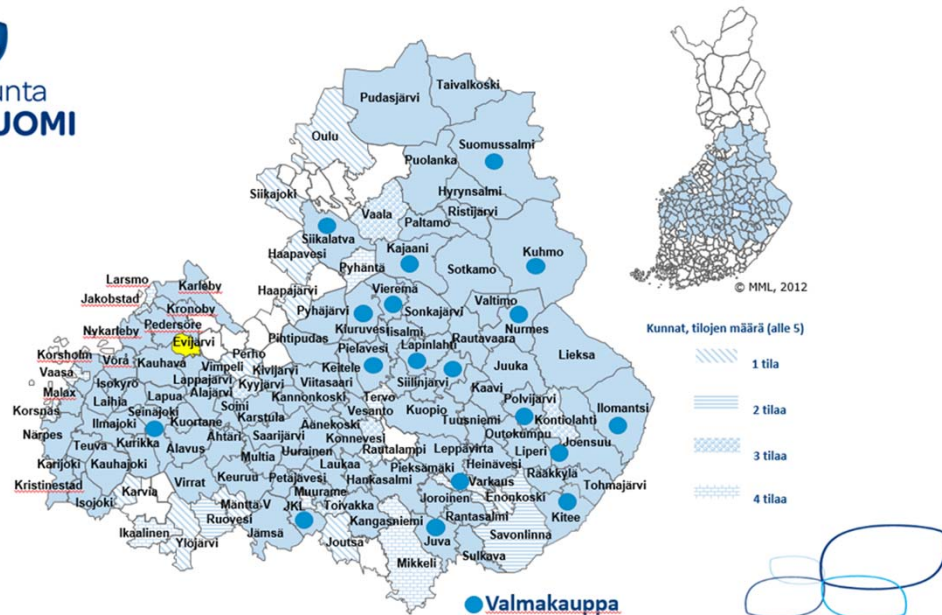 unta
UOMI
Pudasjärvi
Taivalkoski
Oulu
Suomussalmi
Puolanka
Siikajoki
Hyrynsalmi
Vaala
Ristijärvi
Paltamo
Siikalatva
Kajaani
Kuhmo
Haapavesi
Pyhäntä
Sotkamo
© MML, 2012
Larsmo
Karleby
Haapajärvi
Vieremä
Jakobstad
Kronoby
Pyhäjärvi
Sonkajärvi
Valtimo
Nykarleby
Pedersöre
Kiuruvesi
Iisalmi
Nurmes
Kunnat, tilojen määrä (alle 5)
Evijärvi
Pihtipudas
Rautavaara
Korsholm
Vörå
Kauhava
Perho
Pielavesi
Lapinlahti
Lieksa
Vaasa
Vimpeli
Kivijärvi
Keitele
Juuka
1 tila
Isokyrö
Lappajärvi
Kyyjärvi
Viitasaari
Siilinjärvi
Kaavi
Malax
Laihia
Lapua
Alajärvi
Kannonkoski
Tervo
Polvijärvi
Korsnäs
Seinäjoki
Soini
Karstula
Vesanto
Kuopio
Tuusniemi
Kontiolahti
Ilomantsi
2 tilaa
Ilmajoki
Kuortane
Äänekoski
Närpes
Teuva
Kurikka
Ähtäri
Saarijärvi
Konnevesi
Outokumpu
Joensuu
Alavus
Uurainen
Rautalampi
Leppävirta
Liperi
Karijoki
Kauhajoki
Multia
Laukaa
Pieksämäki
Heinävesi
Rääkkylä
3 tilaa
Kristinestad
Virrat
Keuruu
Petäjävesi
Hankasalmi
Varkaus
Tohmajärvi
Isojoki
Karvia
Muurame
Enonkoski
Mänttä-V
JKL
Toivakka
Joroinen
Kitee
4 tilaa
Ruovesi
Kangasniemi
Rantasalmi
Ikaalinen
Jämsä
Joutsa
Juva
Savonlinna
Ylöjärvi
Mikkeli
Sulkava
Valmakauppa